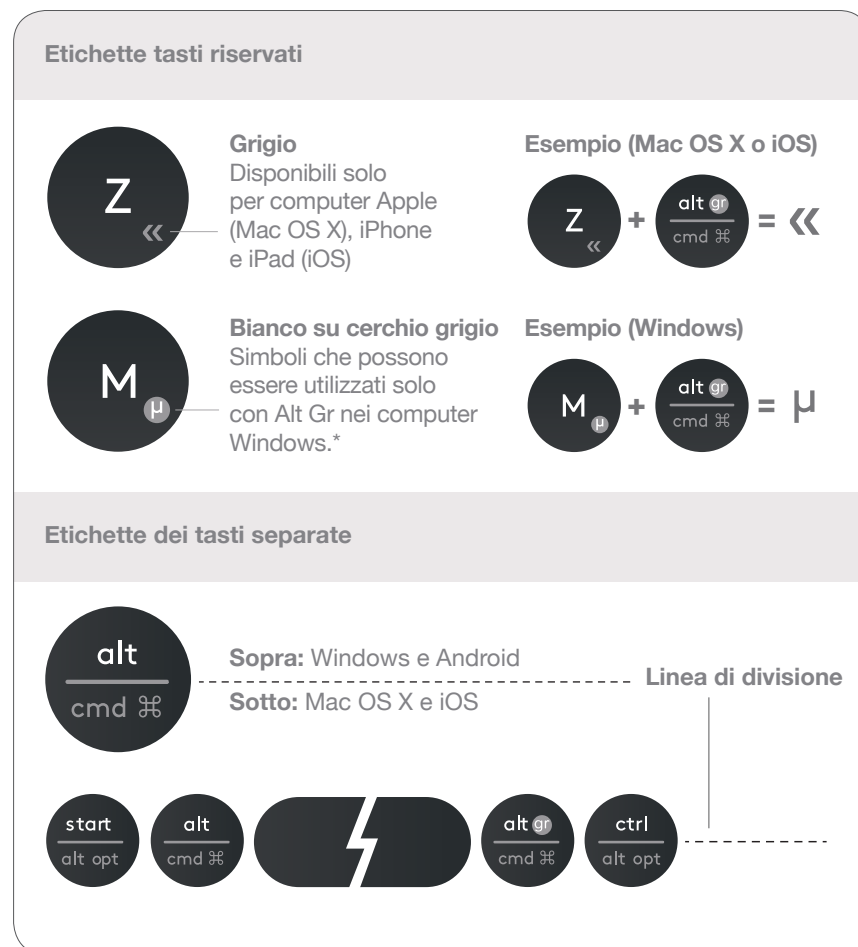 Etichette tasti riservati
Z
«
Grigio
Disponibili solo
per computer Apple
(Mac OS X), iPhone
e iPad (iOS)
Esempio (Mac OS X o iOS)
Z « + alt gr cmd ⌘ = «
M
µ
Bianco su cerchio grigio
Simboli che possono
essere utilizzati solo
con Alt Gr nei computer
Windows.*
Esempio (Windows)
M µ + alt gr cmd ⌘ = µ
Etichette dei tasti separate
alt
cmd ⌘
Sopra: Windows e Android
Sotto: Mac OS X e iOS
Linea di divisione
start
alt opt
alt
cmd ⌘
alt gr
cmd ⌘
ctrl
alt opt